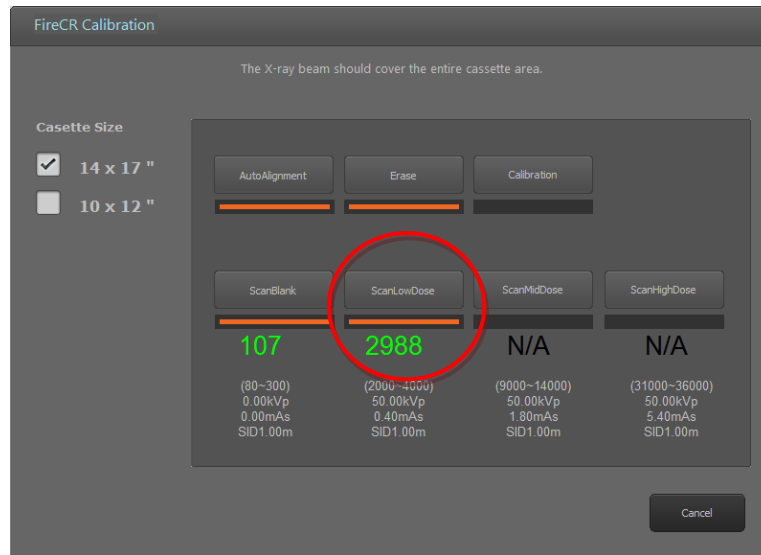 FireCR Calibration
The X-ray beam should cover the entire cassette area.
Casette Size
14 x 17 "
10 x 12 "
AutoAlignment Erase Calibration
ScanBlank ScanLowDose ScanMidDose ScanHighDose
107 2988 N/A N/A
(80~300) (2000~4000) (9000~14000) (31000~36000)
0.00kVp 50.00kVp 50.00kVp 50.00kVp
0.00mAs 0.40mAs 1.80mAs 5.40mAs
SID1.00m SID1.00m SID1.00m SID1.00m
Cancel